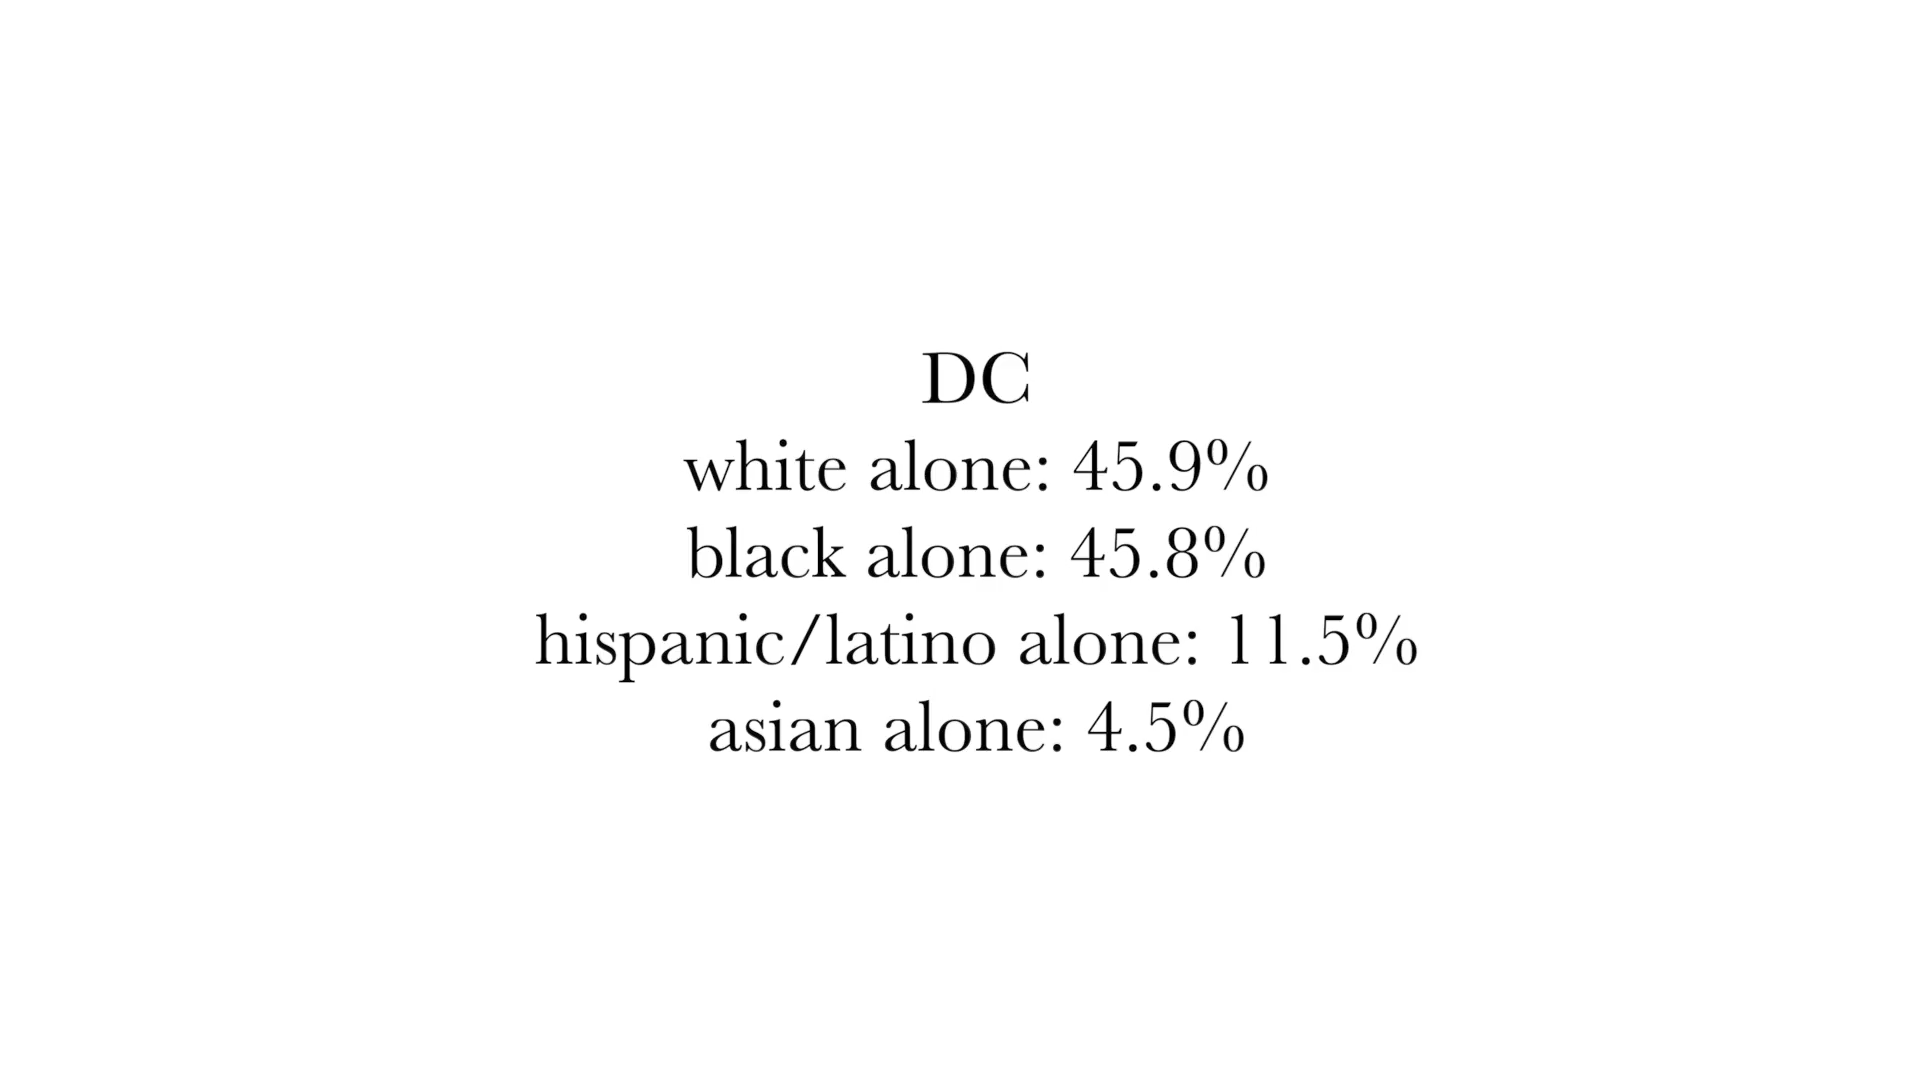 DC
white alone: 45.9%
black alone: 45.8%
hispanic/latino alone: 11.5%
asian alone: 4.5%